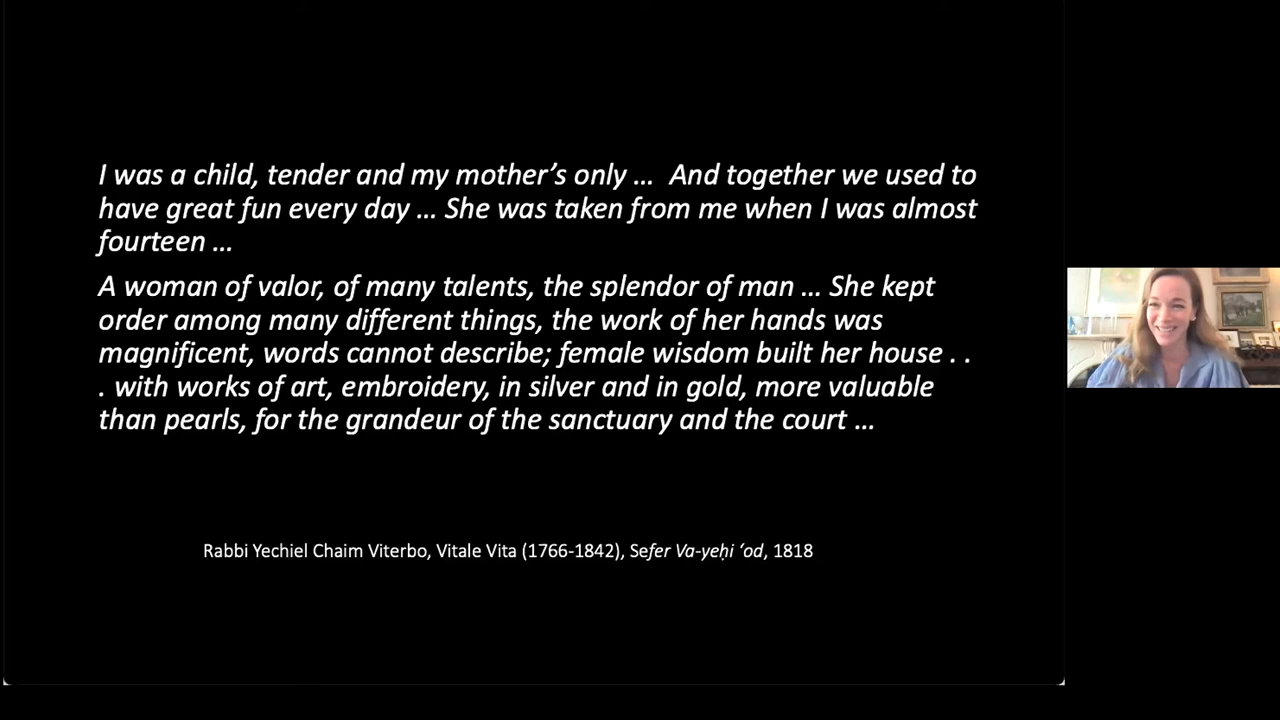 I was a child, tender and my mother’s only …  And together we used to
have great fun every day … She was taken from me when I was almost
fourteen …
A woman of valor, of many talents, the splendor of man … She kept
order among many different things, the work of her hands was
magnificent, words cannot describe; female wisdom built her house . .
. with works of art, embroidery, in silver and in gold, more valuable
than pearls, for the grandeur of the sanctuary and the court …
Rabbi Yechiel Chaim Viterbo, Vitale Vita (1766-1842), Sefer Va-yeḥi ‘od, 1818